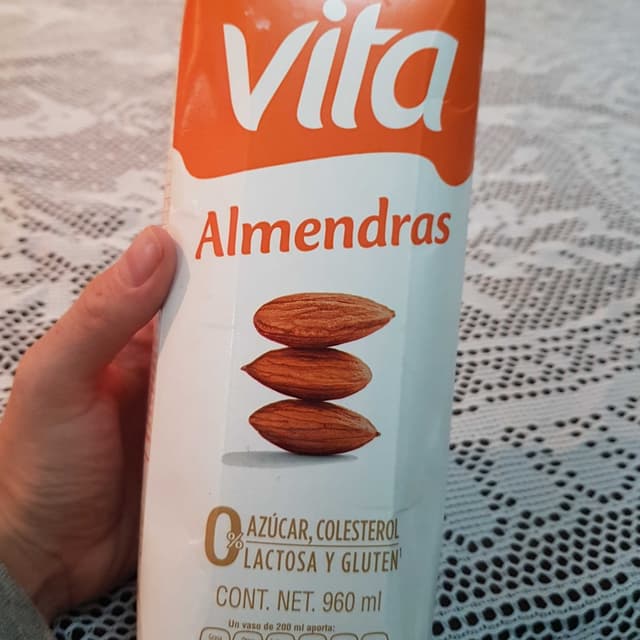 vita
Almendras
0%
AZÚCAR, COLESTEROL
LACTOSA Y GLUTEN
CONT. NET. 960 ml
Un vaso de 200 ml aporta: